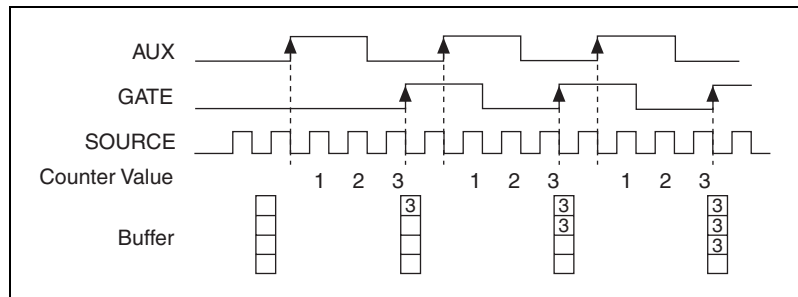 AUX
GATE
SOURCE
Counter Value 1 2 3 1 2 3 1 2 3
Buffer
3 3 3
3 3
3